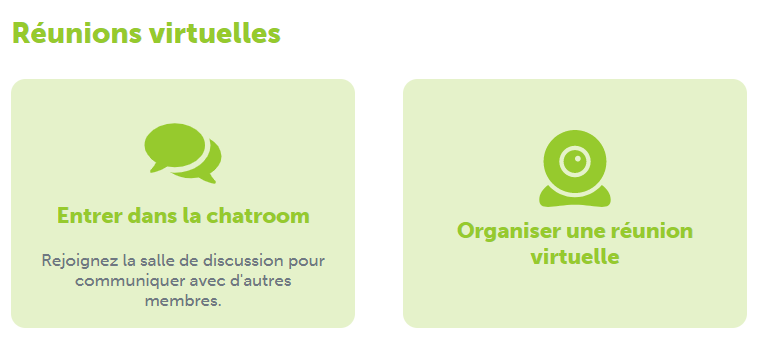 Réunions virtuelles
Entrer dans la chatroom
Rejoignez la salle de discussion pour
communiquer avec d'autres
membres.
Organiser une réunion
virtuelle